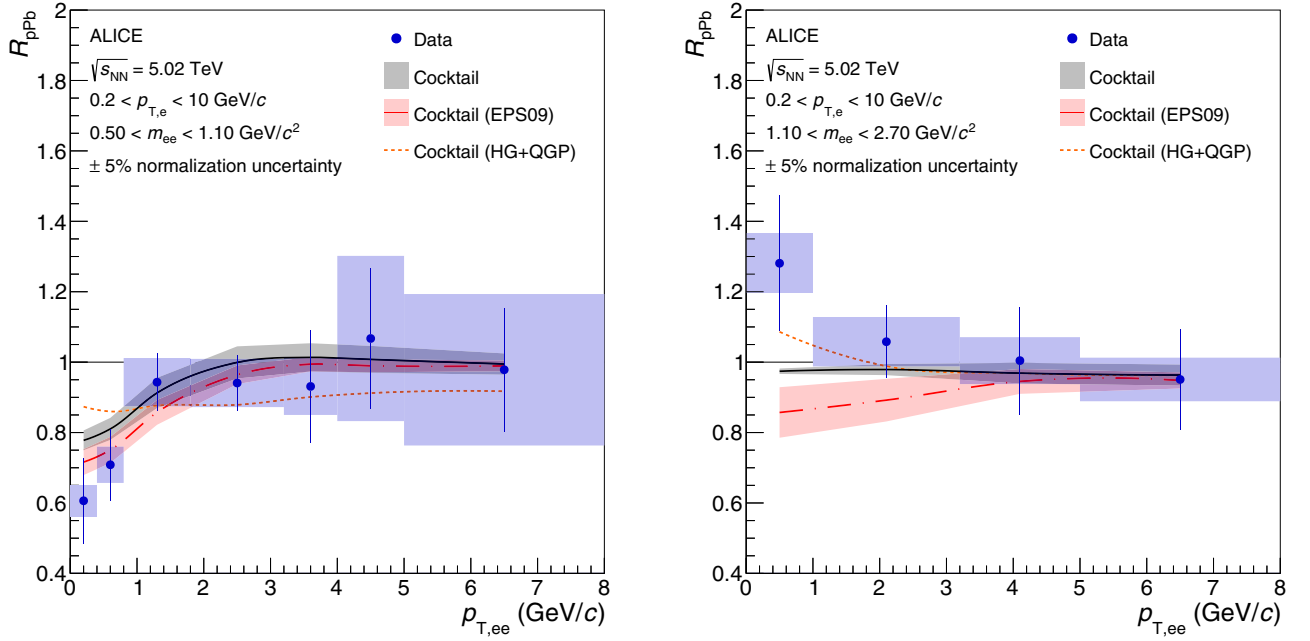 R_pPb
2
1.8
1.6
1.4
1.2
1
0.8
0.6
0.4
ALICE
√s_NN = 5.02 TeV
0.2 < p_T,e < 10 GeV/c
0.50 < m_ee < 1.10 GeV/c²
± 5% normalization uncertainty
Data
Cocktail
Cocktail (EPS09)
Cocktail (HG+QGP)
0 1 2 3 4 5 6 7 8
p_T,ee (GeV/c)
R_pPb
2
1.8
1.6
1.4
1.2
1
0.8
0.6
0.4
ALICE
√s_NN = 5.02 TeV
0.2 < p_T,e < 10 GeV/c
1.10 < m_ee < 2.70 GeV/c²
± 5% normalization uncertainty
Data
Cocktail
Cocktail (EPS09)
Cocktail (HG+QGP)
0 1 2 3 4 5 6 7 8
p_T,ee (GeV/c)